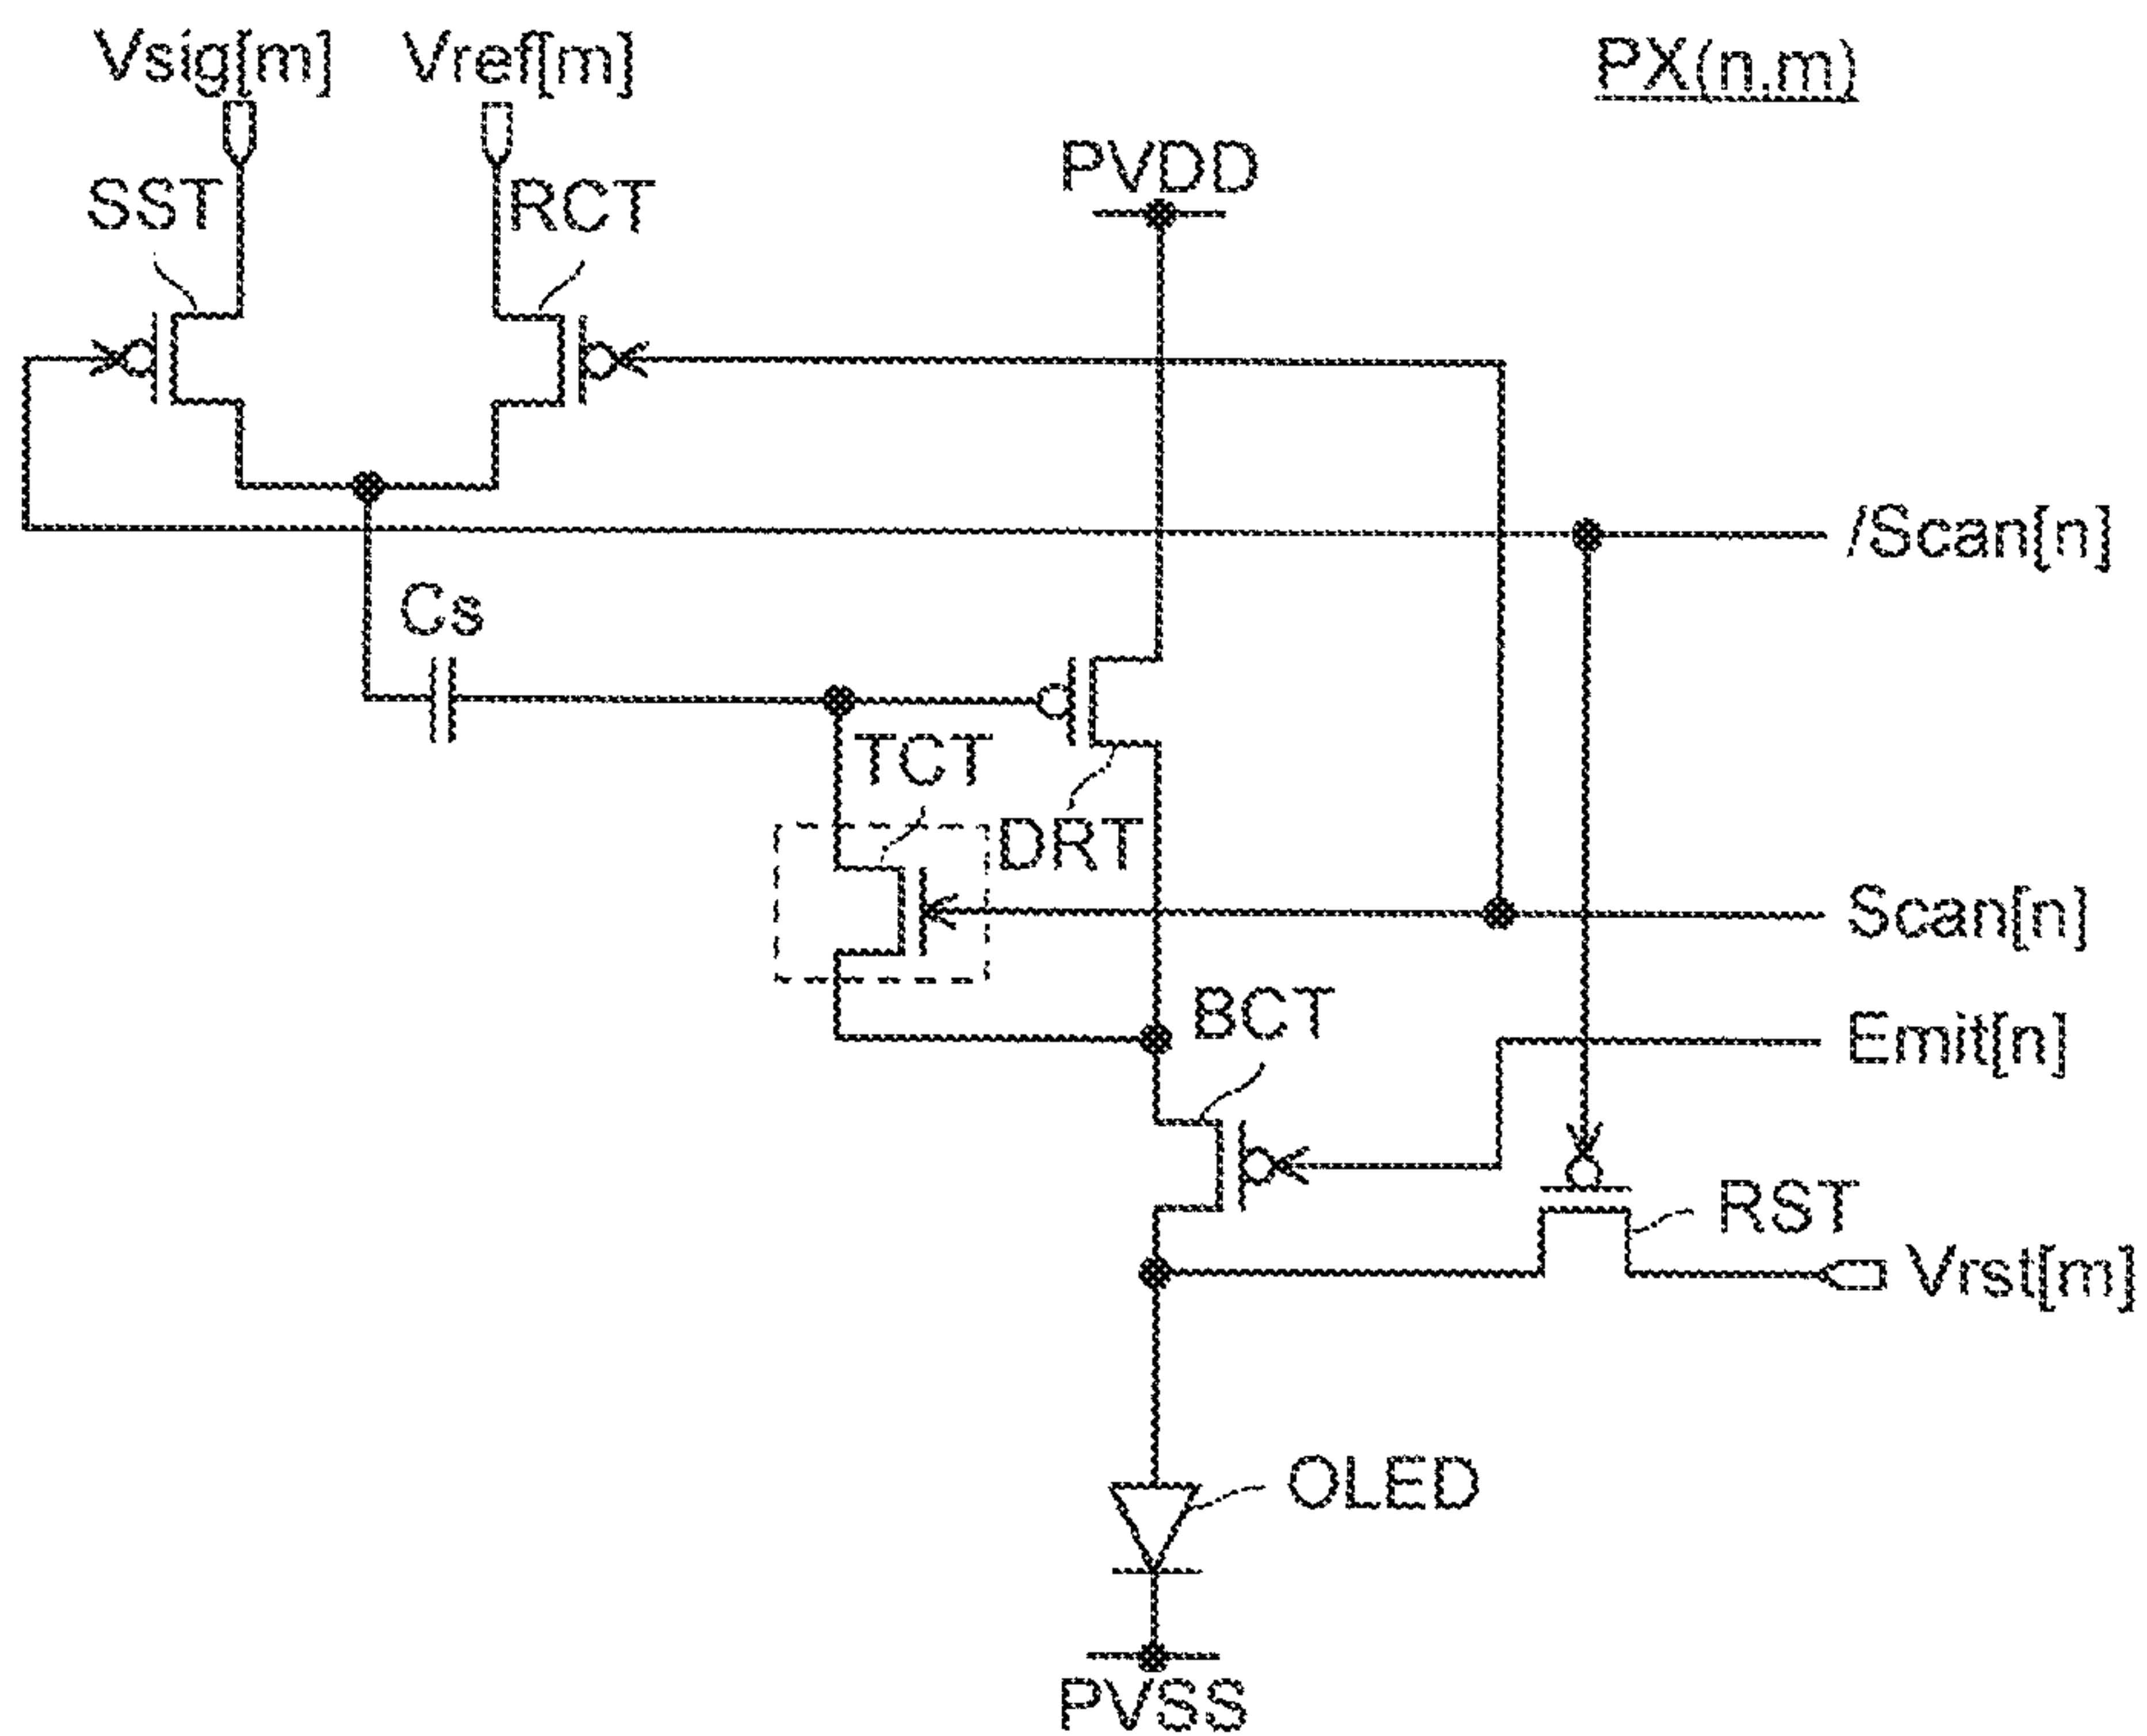 Vsig[m]
Vref[m]
PX(n,m)
PVDD
SST
RCT
/Scan[n]
Cs
TCT
DRT
Scan[n]
BCT
Emit[n]
RST
Vrst[m]
OLED
PVSS